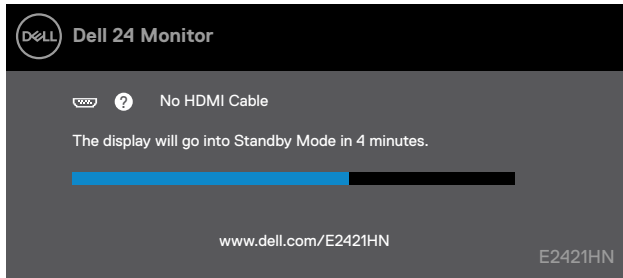 DELL Dell 24 Monitor
? No HDMI Cable
The display will go into Standby Mode in 4 minutes.
www.dell.com/E2421HN
E2421HN